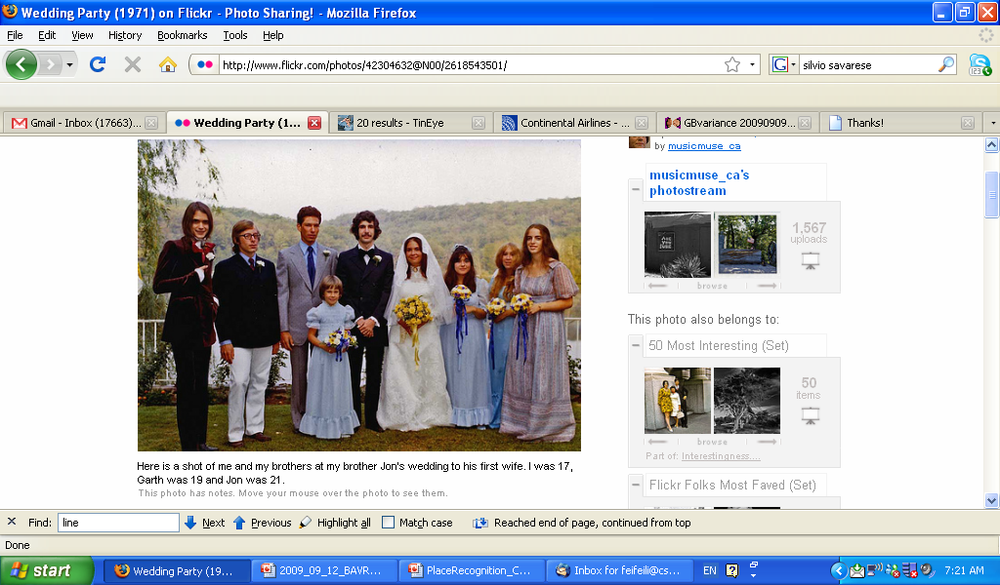 Wedding Party (1971) on Flickr - Photo Sharing! - Mozilla Firefox
File Edit View History Bookmarks Tools Help
http://www.flickr.com/photos/42304632@N00/2618543501/
G silvio savarese
Gmail - Inbox (17663)... Wedding Party (1... 20 results - TinEye Continental Airlines - ... GBvariance 20090909... Thanks!
by musicmuse_ca
musicmuse_ca's
photostream
1,567
uploads
browse
This photo also belongs to:
50 Most Interesting (Set)
50
items
browse
Part of: Interestingness....
Flickr Folks Most Faved (Set)
Here is a shot of me and my brothers at my brother Jon's wedding to his first wife. I was 17,
Garth was 19 and Jon was 21.
This photo has notes. Move your mouse over the photo to see them.
Find: line Next Previous Highlight all Match case Reached end of page, continued from top
Done
start Wedding Party (19... 2009_09_12_BAVR... PlaceRecognition_C... Inbox for feifeili@cs... EN 7:21 AM